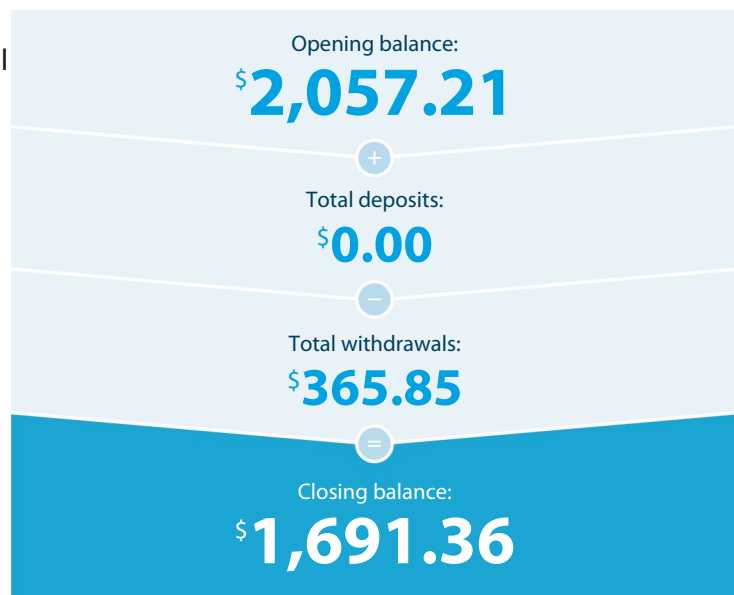 Opening balance:
$2,057.21
+
Total deposits:
$0.00
−
Total withdrawals:
$365.85
=
Closing balance:
$1,691.36